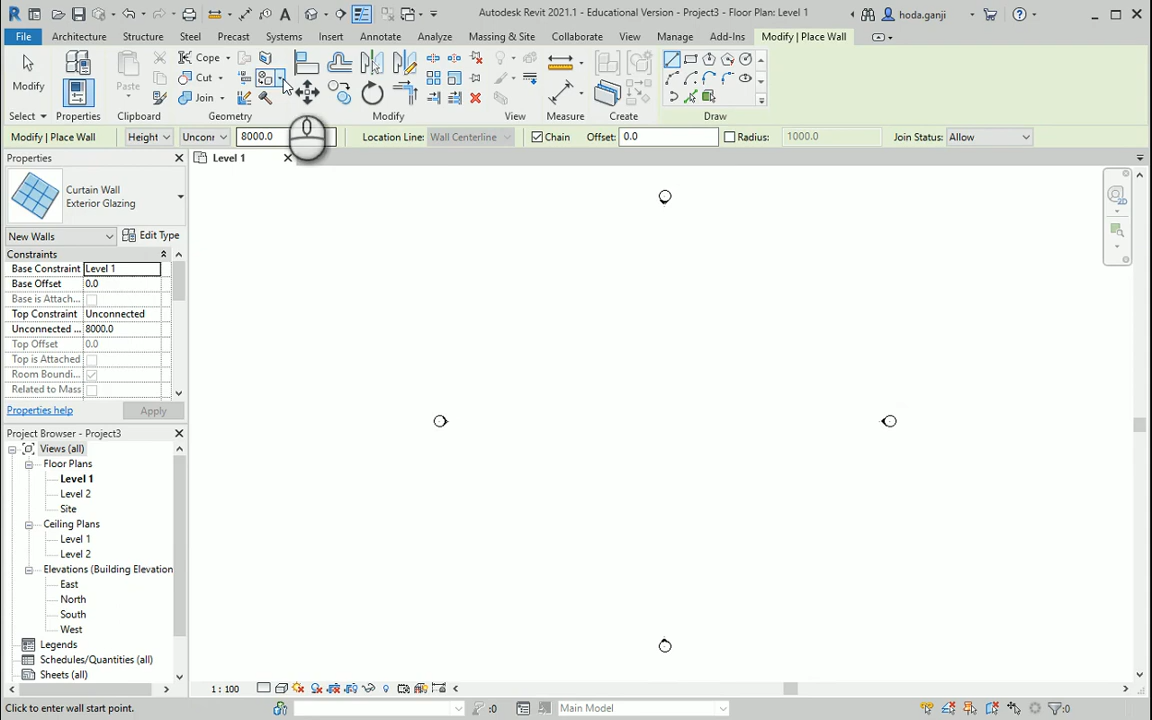 Autodesk Revit 2021.1 - Educational Version - Project3 - Floor Plan: Level 1
hoda.ganji
File Architecture Structure Steel Precast Systems Insert Annotate Analyze Massing & Site Collaborate View Manage Add-Ins Modify | Place Wall
Cope
Modify Paste Cut
Join
Select Properties Clipboard Geometry Modify View Measure Create Draw
Modify | Place Wall Height Uncon 8000.0 Location Line: Wall Centerline Chain Offset: 0.0 Radius: 1000.0 Join Status: Allow
Properties
Level 1
Curtain Wall
Exterior Glazing
New Walls Edit Type
Constraints
Base Constraint Level 1
Base Offset 0.0
Base is Attach...
Top Constraint Unconnected
Unconnected ... 8000.0
Top Offset 0.0
Top is Attached
Room Boundi...
Related to Mass
Properties help Apply
Project Browser - Project3
Views (all)
Floor Plans
Level 1
Level 2
Site
Ceiling Plans
Level 1
Level 2
Elevations (Building Elevation
East
North
South
West
Legends
Schedules/Quantities (all)
Sheets (all)
2D
1 : 100
Click to enter wall start point. :0 Main Model :0